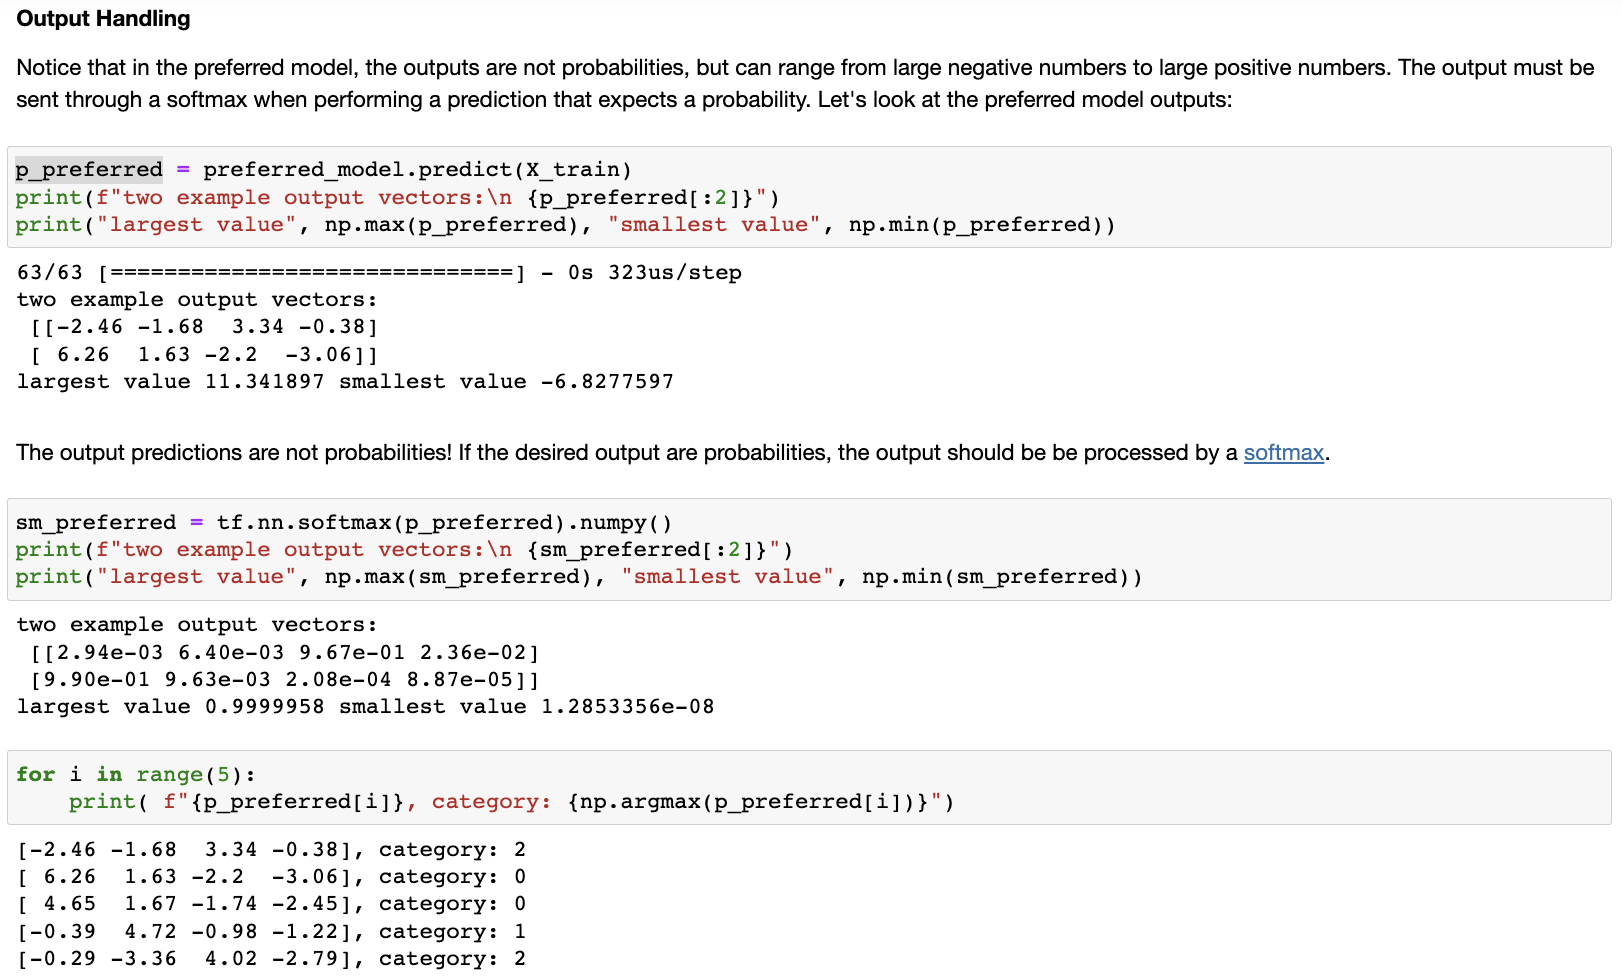 Output Handling
Notice that in the preferred model, the outputs are not probabilities, but can range from large negative numbers to large positive numbers. The output must be
sent through a softmax when performing a prediction that expects a probability. Let's look at the preferred model outputs:
p_preferred = preferred_model.predict(X_train)
print(f"two example output vectors:\n {p_preferred[:2]}")
print("largest value", np.max(p_preferred), "smallest value", np.min(p_preferred))
63/63 [==============================] - 0s 323us/step
two example output vectors:
 [[-2.46 -1.68  3.34 -0.38]
 [ 6.26  1.63 -2.2  -3.06]]
largest value 11.341897 smallest value -6.8277597
The output predictions are not probabilities! If the desired output are probabilities, the output should be be processed by a softmax.
sm_preferred = tf.nn.softmax(p_preferred).numpy()
print(f"two example output vectors:\n {sm_preferred[:2]}")
print("largest value", np.max(sm_preferred), "smallest value", np.min(sm_preferred))
two example output vectors:
 [[2.94e-03 6.40e-03 9.67e-01 2.36e-02]
 [9.90e-01 9.63e-03 2.08e-04 8.87e-05]]
largest value 0.9999958 smallest value 1.2853356e-08
for i in range(5):
    print( f"{p_preferred[i]}, category: {np.argmax(p_preferred[i])}")
[-2.46 -1.68  3.34 -0.38], category: 2
[ 6.26  1.63 -2.2  -3.06], category: 0
[ 4.65  1.67 -1.74 -2.45], category: 0
[-0.39  4.72 -0.98 -1.22], category: 1
[-0.29 -3.36  4.02 -2.79], category: 2